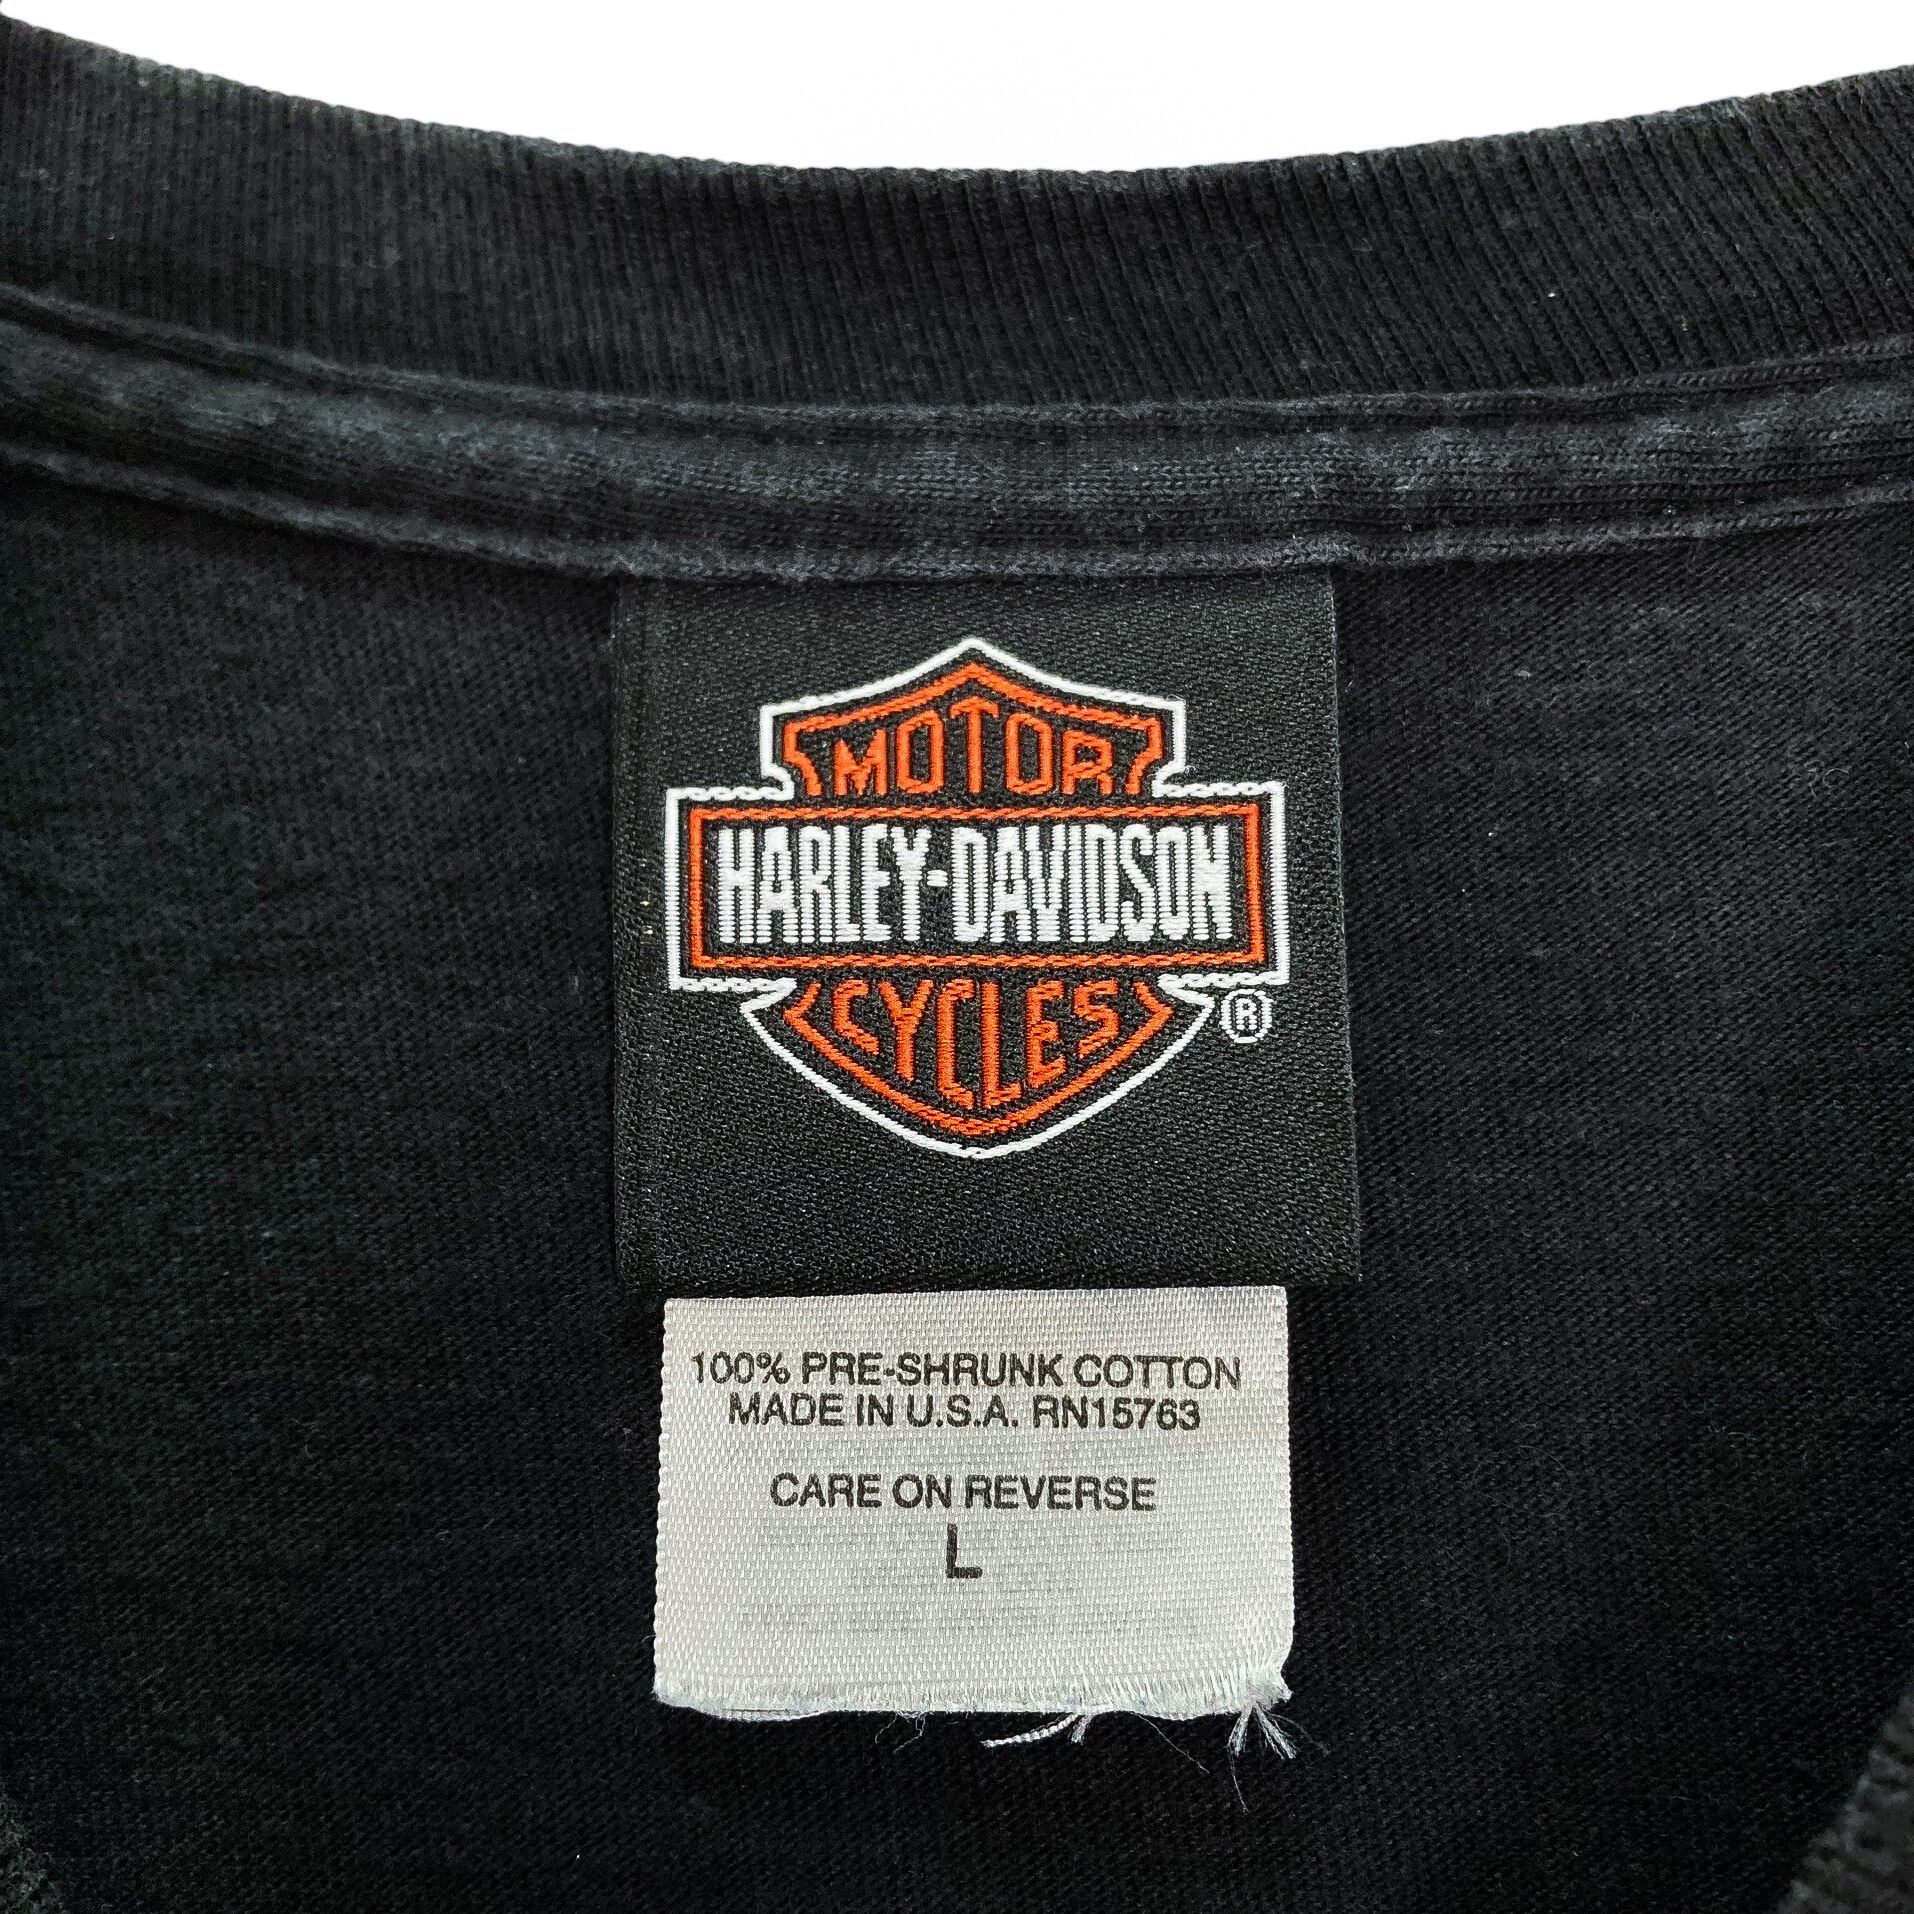 MOTOR
HARLEY-DAVIDSON
CYCLES
®
100% PRE-SHRUNK COTTON
MADE IN U.S.A. RN15763
CARE ON REVERSE
L